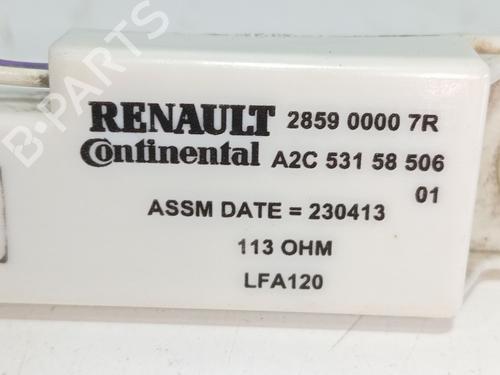 B-PARTS
RENAULT 2859 0000 7R
Continental A2C 531 58 506
01
ASSM DATE = 230413
113 OHM
LFA120